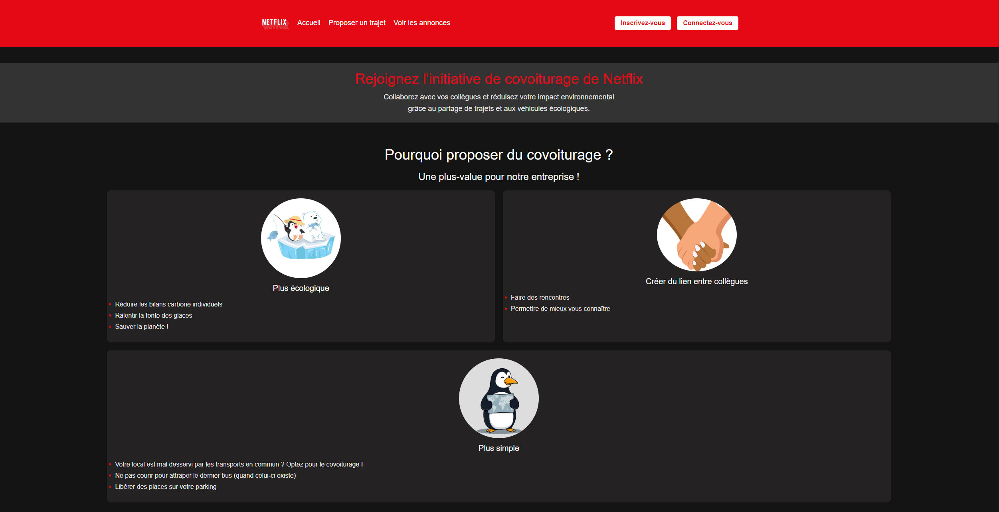 NETFLIX Accueil Proposer un trajet Voir les annonces Inscrivez-vous Connectez-vous
Rejoignez l'initiative de covoiturage de Netflix
Collaborez avec vos collègues et réduisez votre impact environnemental
grâce au partage de trajets et aux véhicules écologiques.
Pourquoi proposer du covoiturage ?
Une plus-value pour notre entreprise !
Plus écologique
Réduire les bilans carbone individuels
Ralentir la fonte des glaces
Sauver la planète !
Créer du lien entre collègues
Faire des rencontres
Permettre de mieux vous connaître
Plus simple
Votre local est mal desservi par les transports en commun ? Optez pour le covoiturage !
Ne pas courir pour attraper le dernier bus (quand celui-ci existe)
Libérer des places sur votre parking